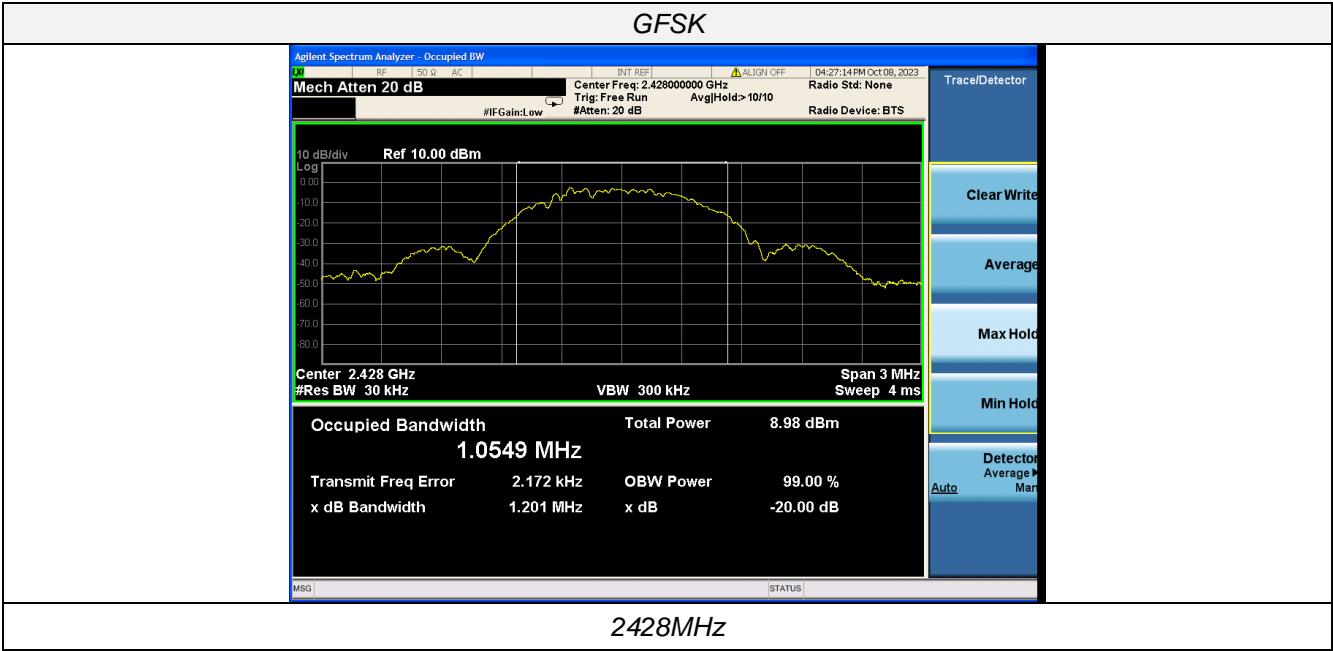 GFSK
Agilent Spectrum Analyzer - Occupied BW
LXI RF 50 Ω AC INT REF ALIGN OFF 04:27:14 PM Oct 08, 2023
Mech Atten 20 dB
Center Freq: 2.428000000 GHz
Radio Std: None
Trig: Free Run Avg|Hold:> 10/10
#IFGain:Low
#Atten: 20 dB
Radio Device: BTS
10 dB/div Ref 10.00 dBm
Log
0.00
-10.0
-20.0
-30.0
-40.0
-50.0
-60.0
-70.0
-80.0
Center 2.428 GHz Span 3 MHz
#Res BW 30 kHz VBW 300 kHz Sweep 4 ms
Occupied Bandwidth Total Power 8.98 dBm
1.0549 MHz
Transmit Freq Error 2.172 kHz OBW Power 99.00 %
x dB Bandwidth 1.201 MHz x dB -20.00 dB
MSG STATUS
Trace/Detector
Clear Write
Average
Max Hold
Min Hold
Detector
Average
Auto Man
2428MHz